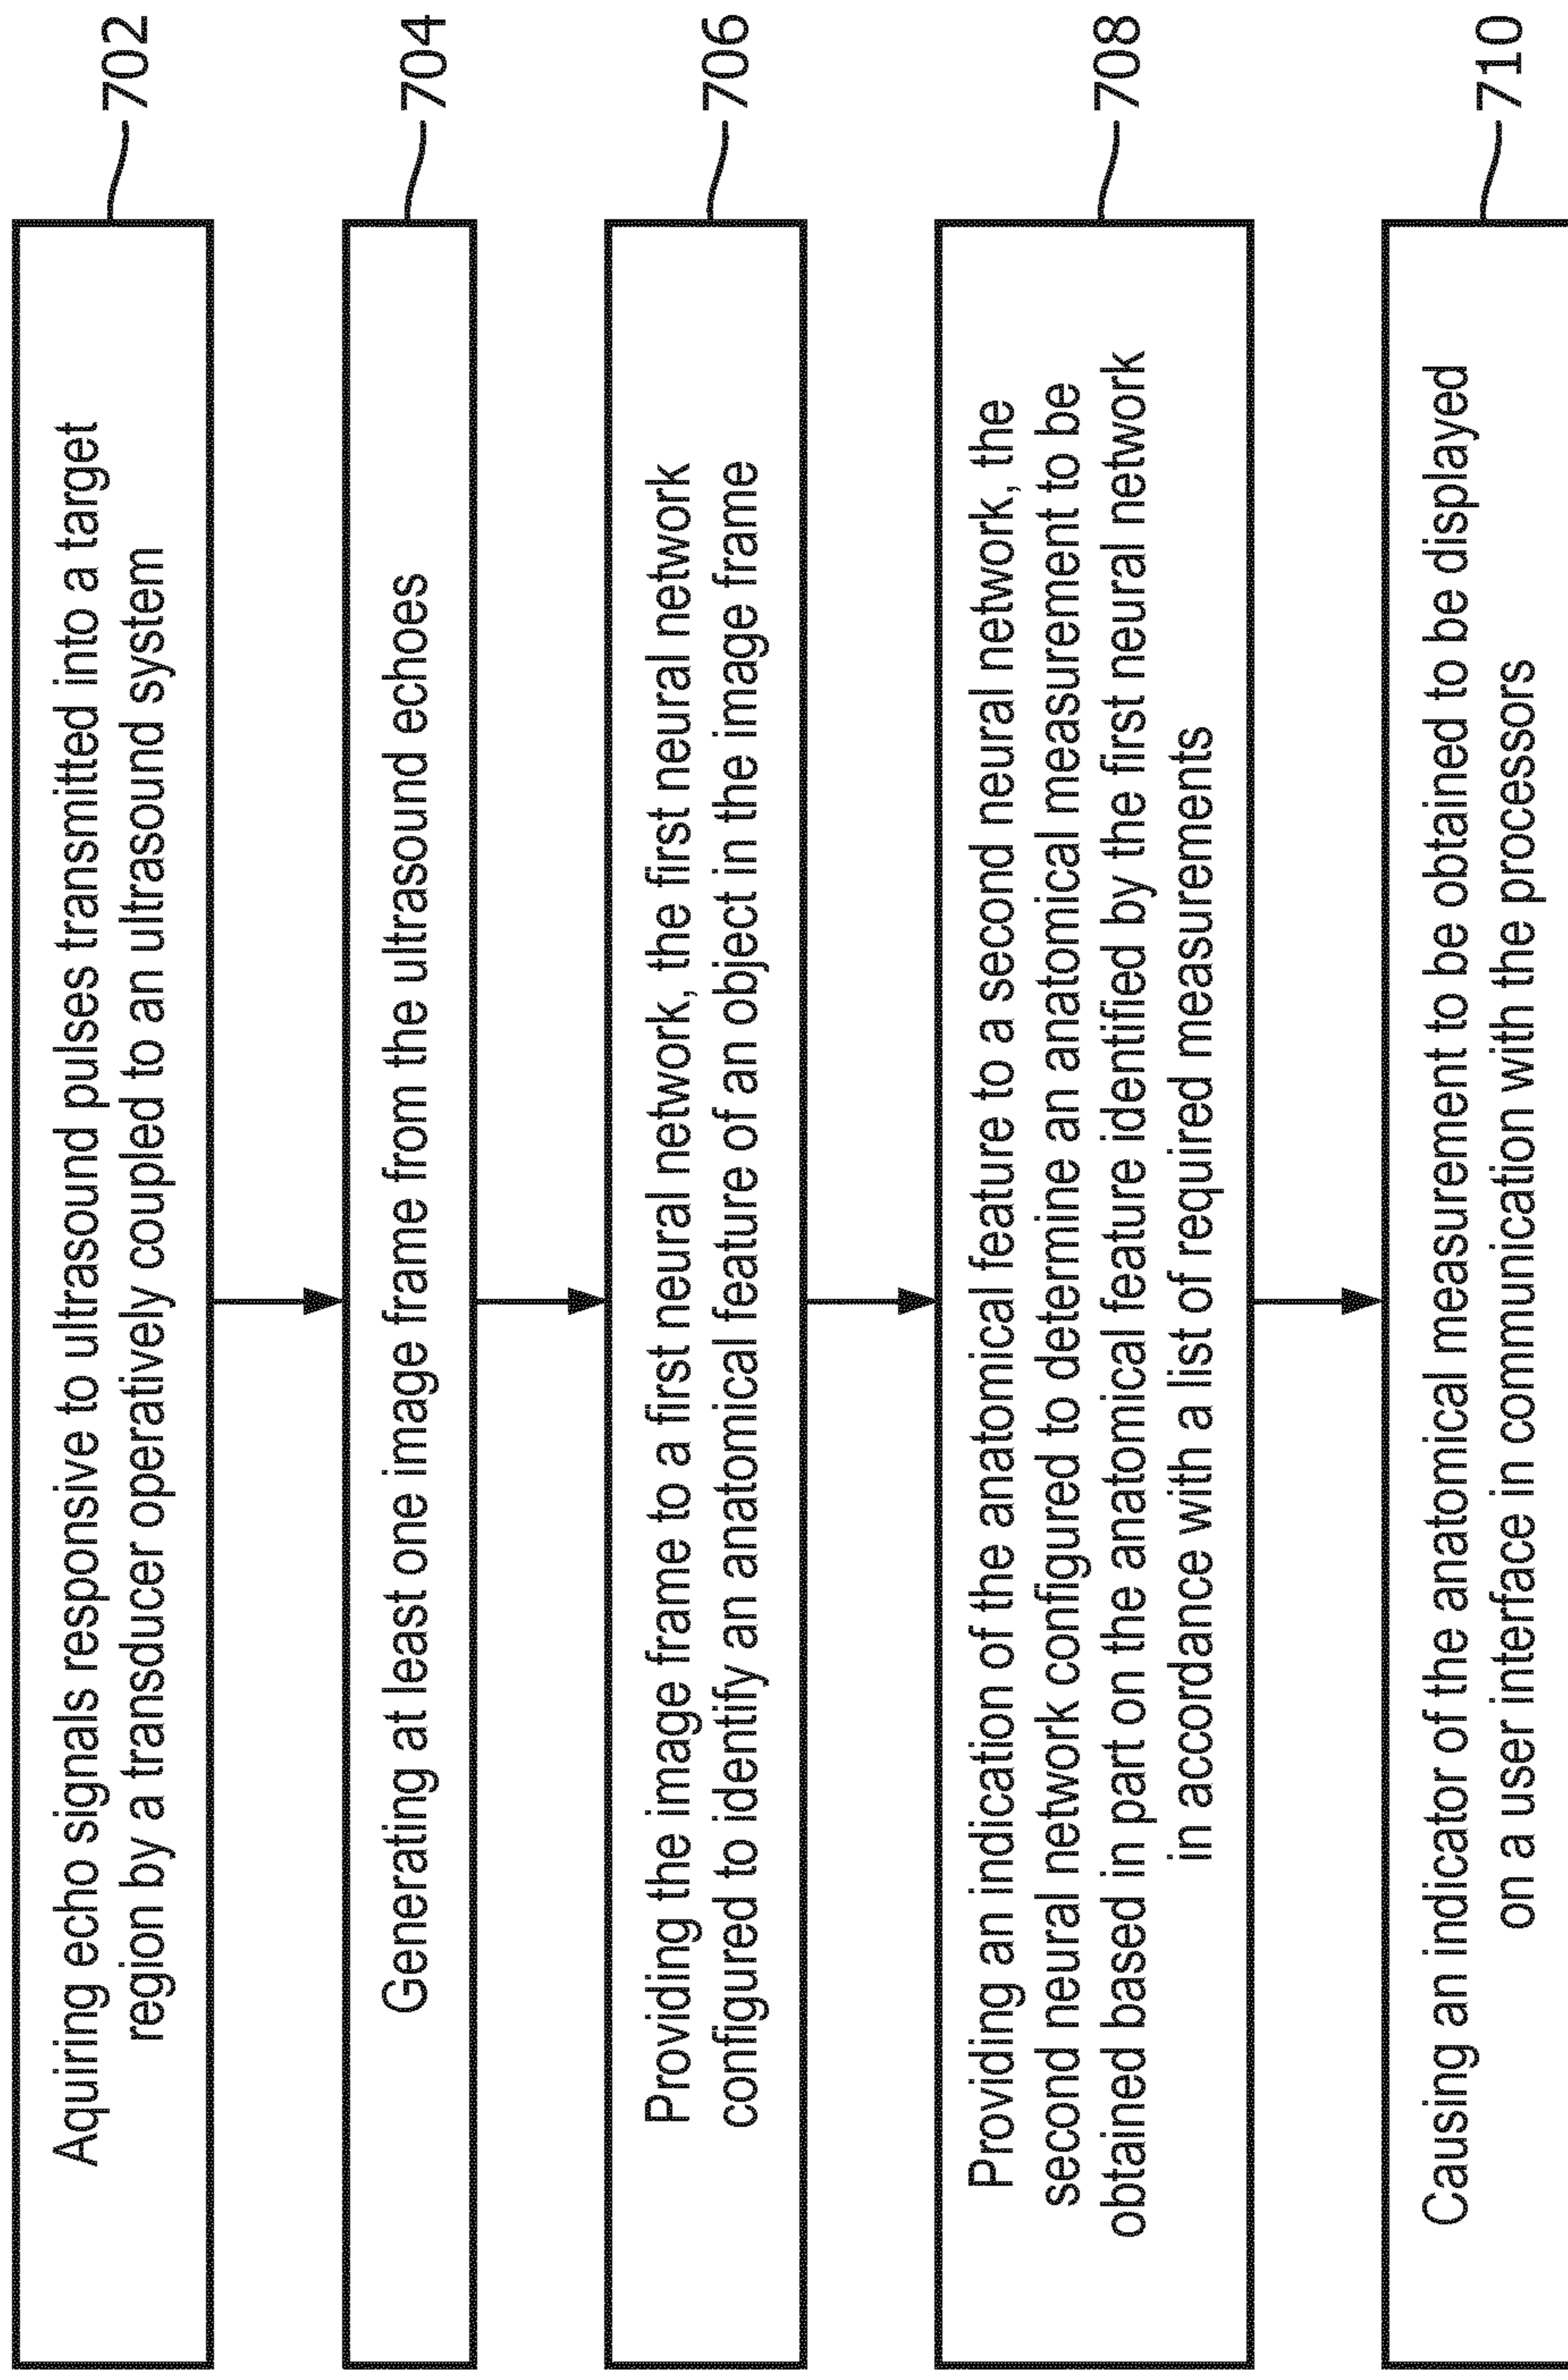 Aquiring echo signals responsive to ultrasound pulses transmitted into a target
region by a transducer operatively coupled to an ultrasound system
702
Generating at least one image frame from the ultrasound echoes
704
Providing the image frame to a first neural network, the first neural network
configured to identify an anatomical feature of an object in the image frame
706
Providing an indication of the anatomical feature to a second neural network, the
second neural network configured to determine an anatomical measurement to be
obtained based in part on the anatomical feature identified by the first neural network
in accordance with a list of required measurements
708
Causing an indicator of the anatomical measurement to be obtained to be displayed
on a user interface in communication with the processors
710